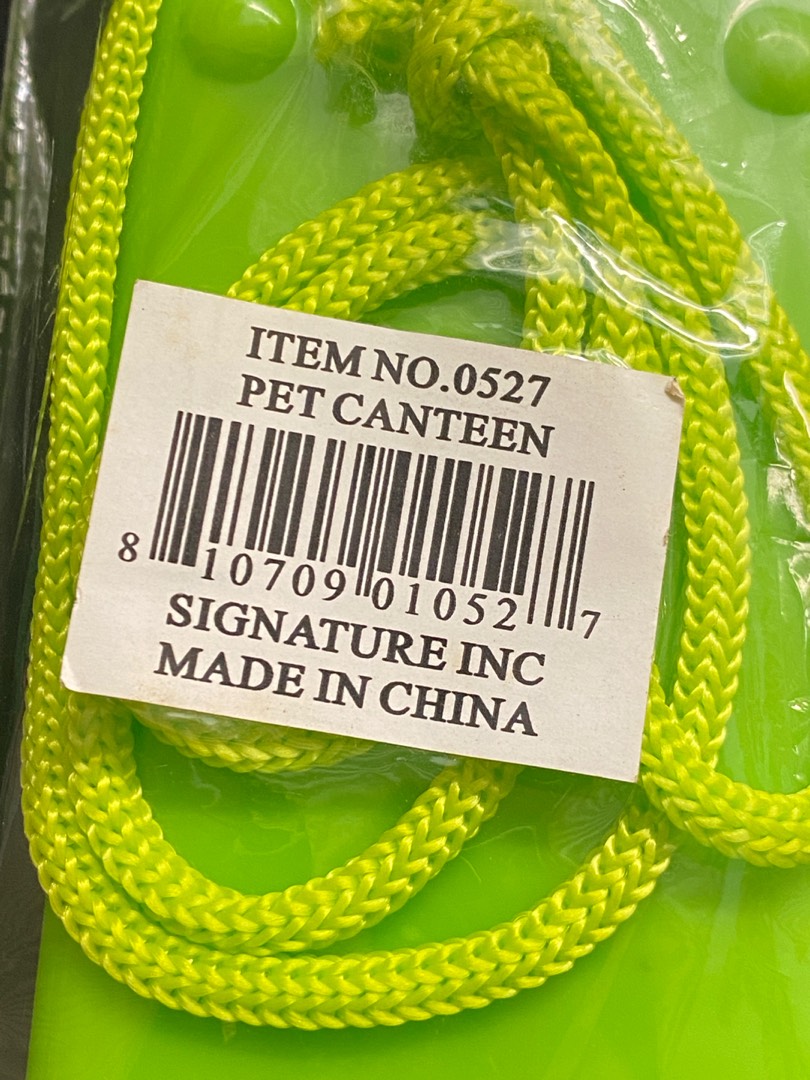 ITEM NO.0527
PET CANTEEN
8 10709 01052 7
SIGNATURE INC
MADE IN CHINA